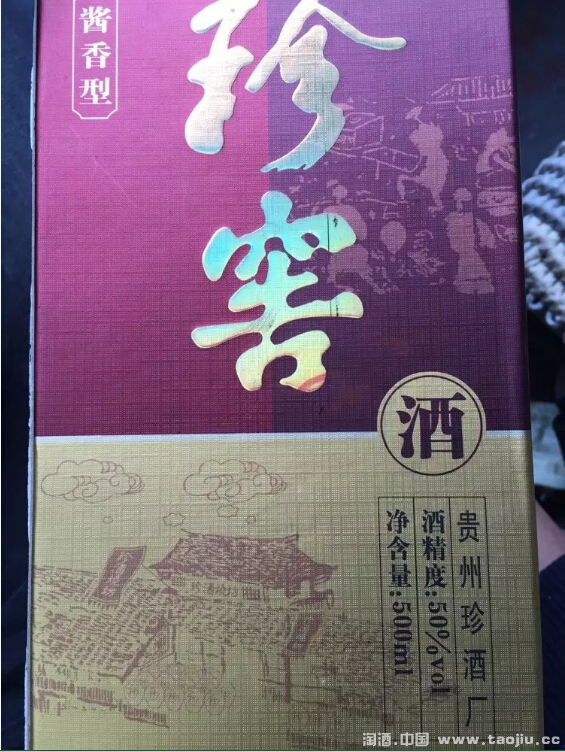 酱香型
珍
窖
酒
贵州珍酒厂
酒精度:50%vol
净含量:500ml
淘酒.中国 www.taojiu.cc